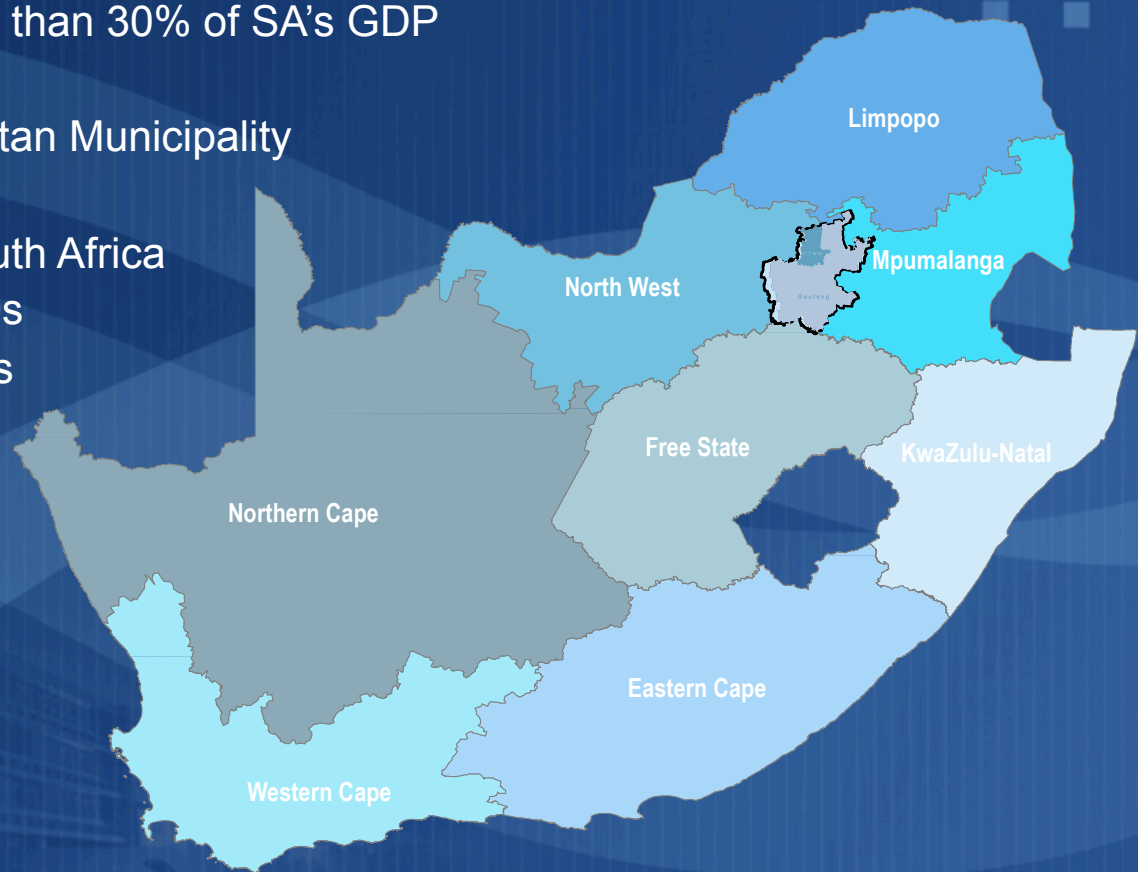 than 30% of SA’s GDP
tan Municipality
uth Africa
s
s
Limpopo
Mpumalanga
North West
Gauteng
Free State
KwaZulu-Natal
Northern Cape
Eastern Cape
Western Cape